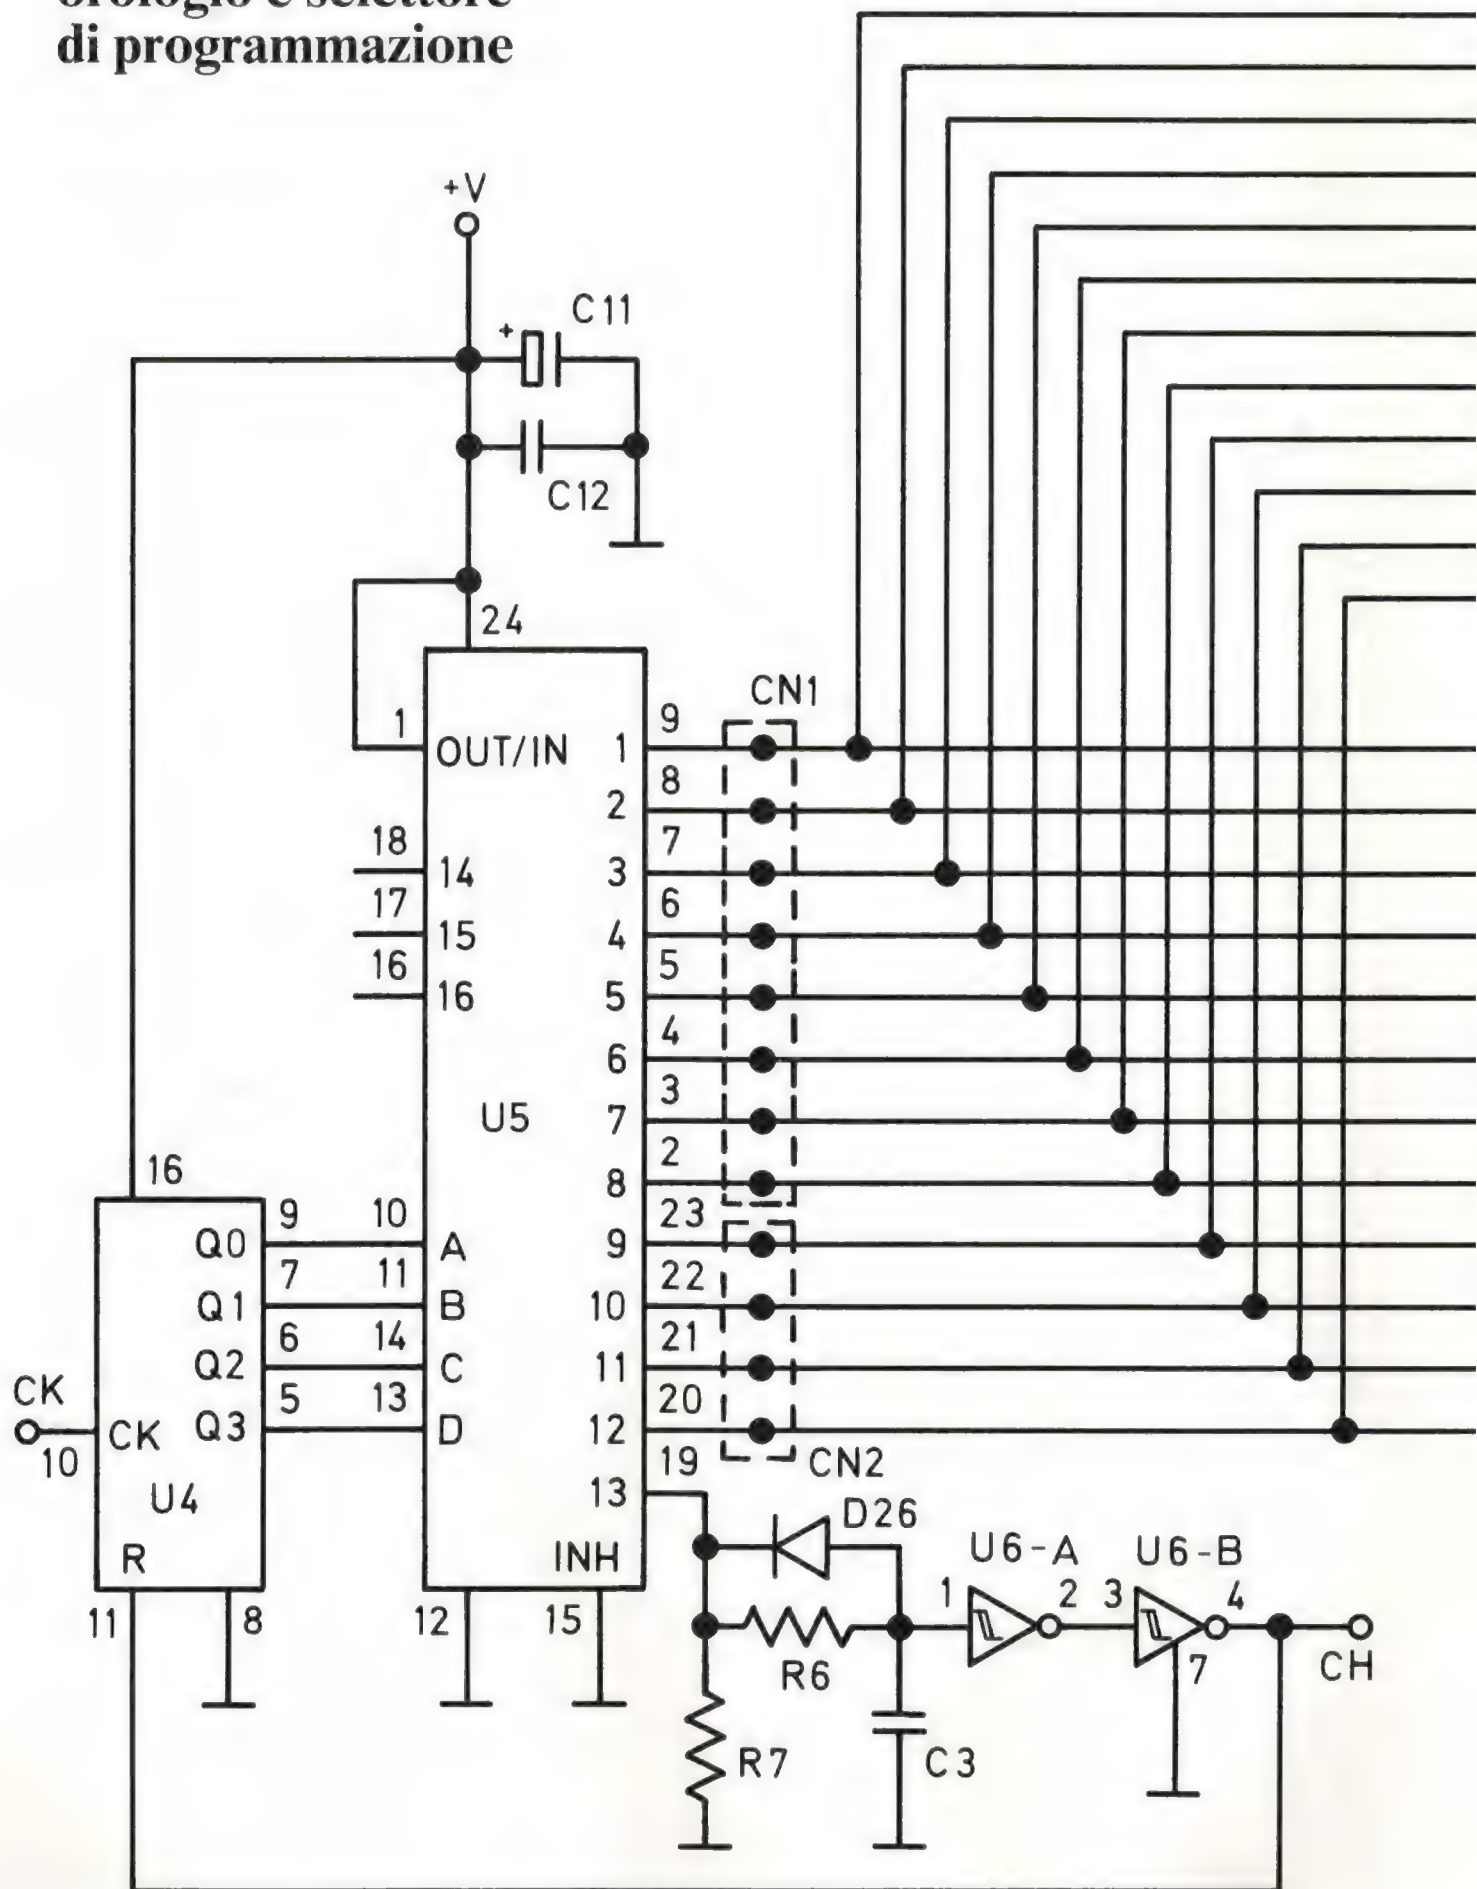 orologio e selettore
di programmazione
+V
C11
+
C12
24
CN1
1
9
OUT/IN
1
8
2
18
7
14
3
17
6
15
4
16
5
16
5
4
6
3
U5
7
16
2
8
9
10
23
Q0
A
9
7
11
22
Q1
B
10
6
14
21
Q2
C
11
CK
5
13
20
CK
Q3
D
12
10
19
CN2
U4
13
D26
R
INH
U6-A
U6-B
11
8
12
15
1
2
3
4
R6
7
CH
R7
C3